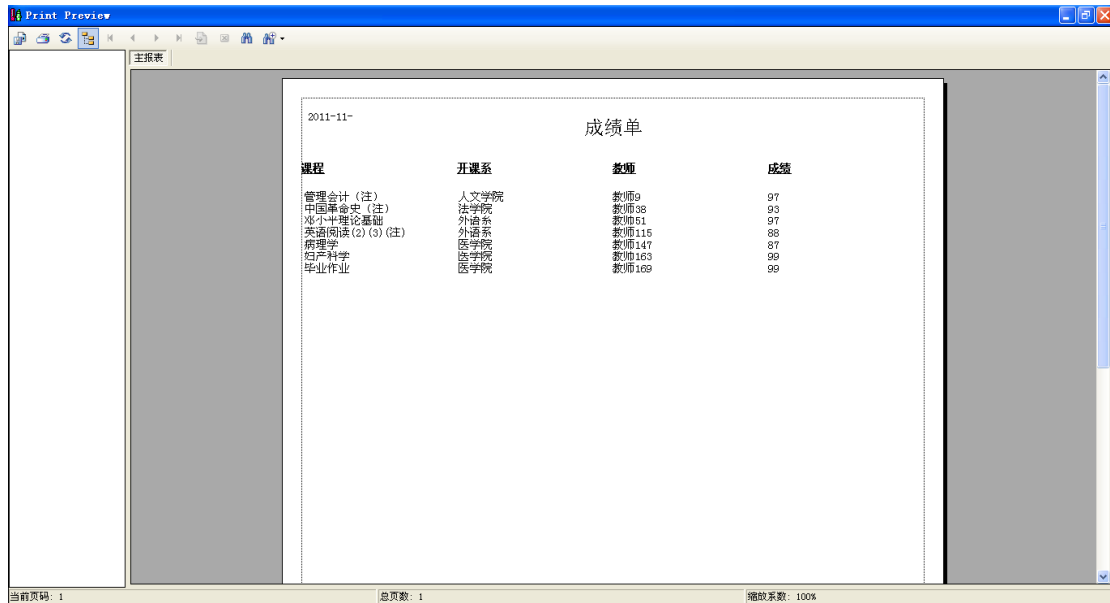 Print Preview
主报表
2011-11-
成绩单
课程 开课系 教师 成绩
管理会计（注） 人文学院 教师9 97
中国革命史（注） 法学院 教师38 93
邓小平理论基础 外语系 教师51 97
英语阅读(2)(3)(注) 外语系 教师115 88
病理学 医学院 教师147 87
妇产科学 医学院 教师163 99
毕业作业 医学院 教师169 99
当前页码: 1 总页数: 1 缩放系数: 100%